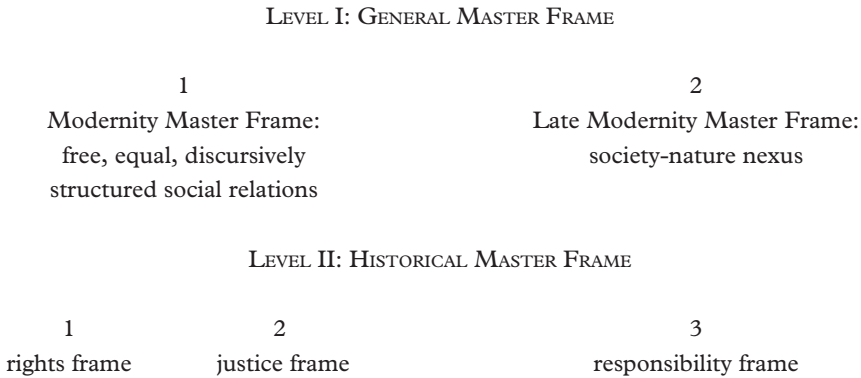 LEVEL I: GENERAL MASTER FRAME
1
Modernity Master Frame:
free, equal, discursively
structured social relations
2
Late Modernity Master Frame:
society-nature nexus
LEVEL II: HISTORICAL MASTER FRAME
1
rights frame
2
justice frame
3
responsibility frame